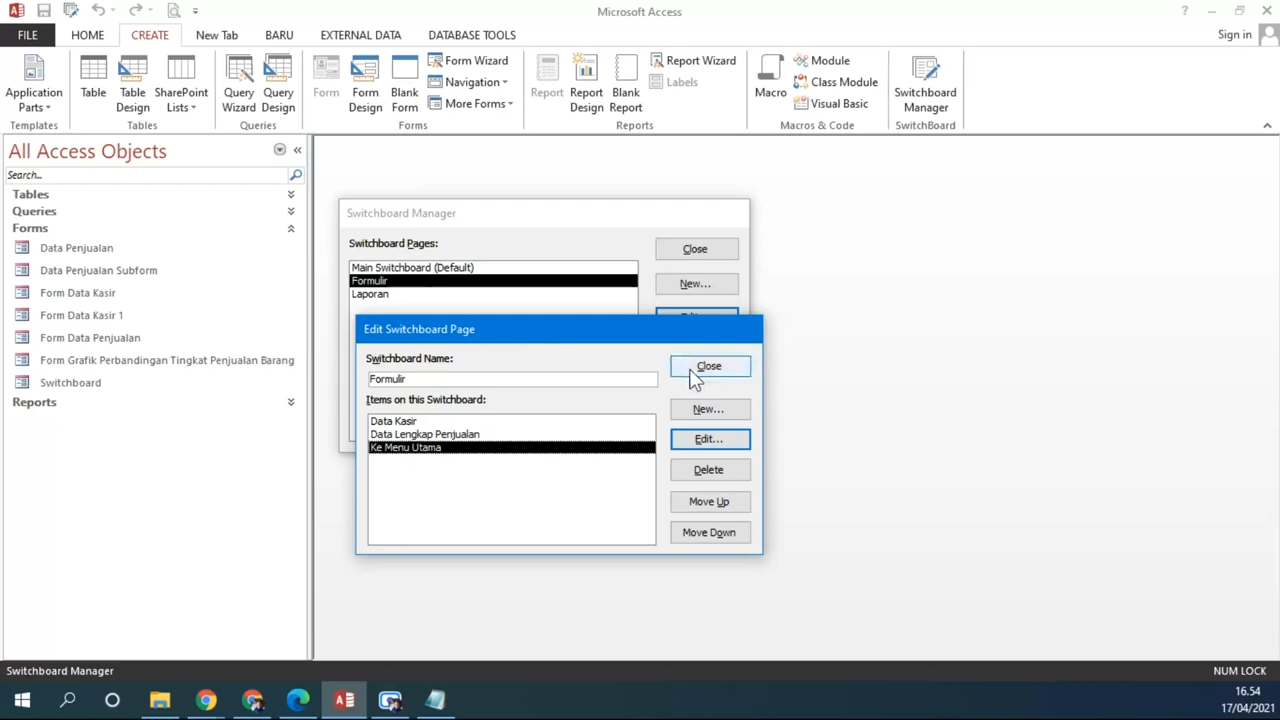 Microsoft Access
?
FILE HOME CREATE New Tab BARU EXTERNAL DATA DATABASE TOOLS
Sign in
Application Parts
Table
Table Design
SharePoint Lists
Query Wizard
Query Design
Form
Form Design
Blank Form
Form Wizard
Navigation
More Forms
Report
Report Design
Blank Report
Report Wizard
Labels
Macro
Module
Class Module
Visual Basic
Switchboard Manager
Templates Tables Queries Forms Reports Macros & Code SwitchBoard
All Access Objects
Search...
Tables
Queries
Forms
Data Penjualan
Data Penjualan Subform
Form Data Kasir
Form Data Kasir 1
Form Data Penjualan
Form Grafik Perbandingan Tingkat Penjualan Barang
Switchboard
Reports
Switchboard Manager
Switchboard Pages:
Main Switchboard (Default)
Formulir
Laporan
Close
New...
Edit Switchboard Page
Switchboard Name:
Formulir
Items on this Switchboard:
Data Kasir
Data Lengkap Penjualan
Ke Menu Utama
Close
New...
Edit...
Delete
Move Up
Move Down
Switchboard Manager
NUM LOCK
16.54
17/04/2021